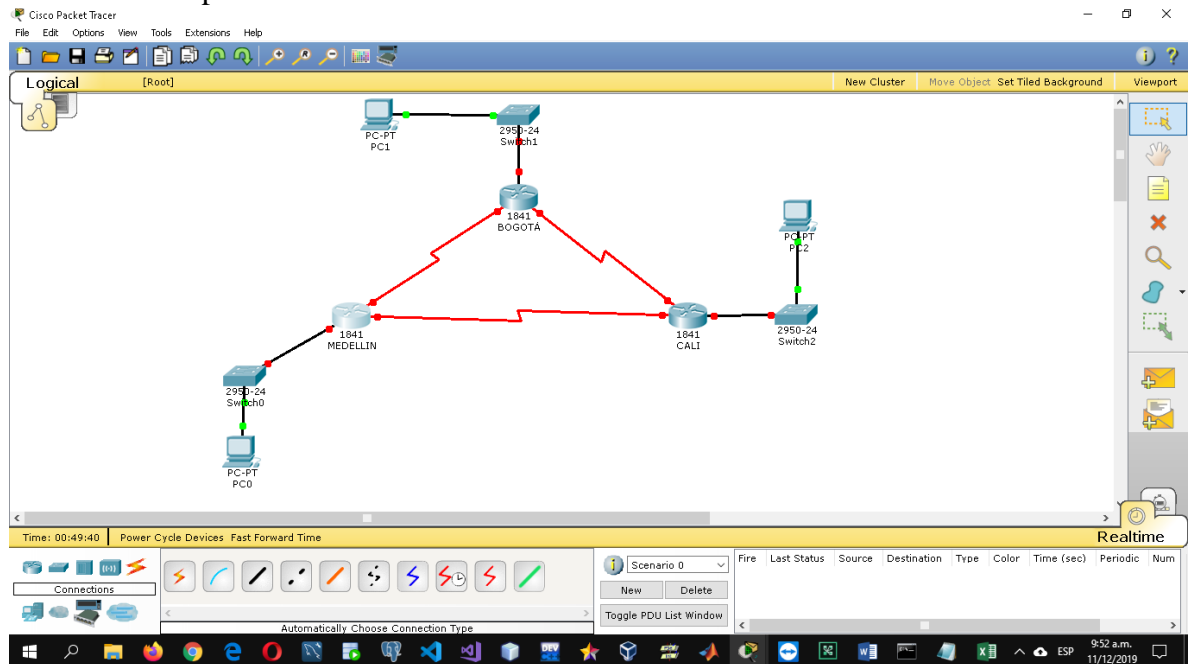 Cisco Packet Tracer
File Edit Options View Tools Extensions Help
Logical [Root] New Cluster Move Object Set Tiled Background Viewport
PC-PT
PC1
2950-24
Switch1
1841
BOGOTÁ
PC-PT
PC2
1841
MEDELLIN
1841
CALI
2950-24
Switch2
2950-24
Switch0
PC-PT
PC0
Time: 00:49:40 Power Cycle Devices Fast Forward Time Realtime
Connections
Automatically Choose Connection Type
Scenario 0
New Delete
Toggle PDU List Window
Fire Last Status Source Destination Type Color Time (sec) Periodic Num
ESP
9:52 a.m.
11/12/2019